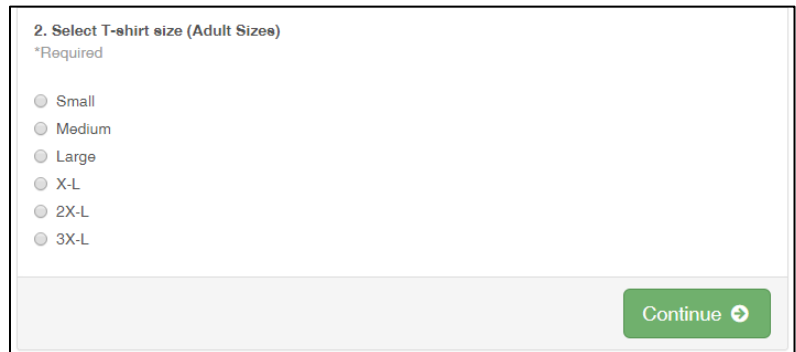 2. Select T-shirt size (Adult Sizes)
*Required
Small
Medium
Large
X-L
2X-L
3X-L
Continue